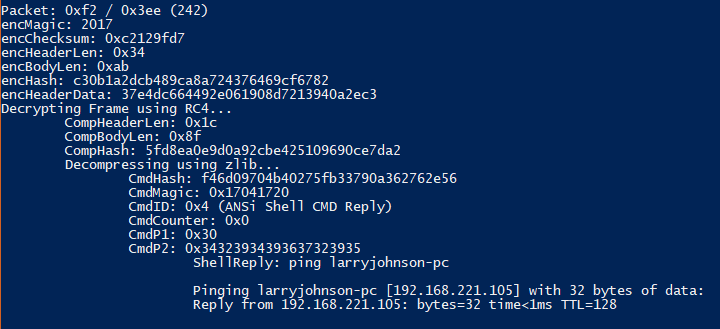 Packet: 0xf2 / 0x3ee (242)
encMagic: 2017
encChecksum: 0xc2129fd7
encHeaderLen: 0x34
encBodyLen: 0xab
encHash: c30b1a2dcb489ca8a724376469cf6782
encHeaderData: 37e4dc664492e061908d7213940a2ec3
Decrypting Frame using RC4...
CompHeaderLen: 0x1c
CompBodyLen: 0x8f
CompHash: 5fd8ea0e9d0a92cbe425109690ce7da2
Decompressing using zlib...
CmdHash: f46d09704b40275fb33790a362762e56
CmdMagic: 0x17041720
CmdID: 0x4 (ANSi Shell CMD Reply)
CmdCounter: 0x0
CmdP1: 0x30
CmdP2: 0x34323934393637323935
ShellReply: ping larryjohnson-pc
Pinging larryjohnson-pc [192.168.221.105] with 32 bytes of data:
Reply from 192.168.221.105: bytes=32 time<1ms TTL=128